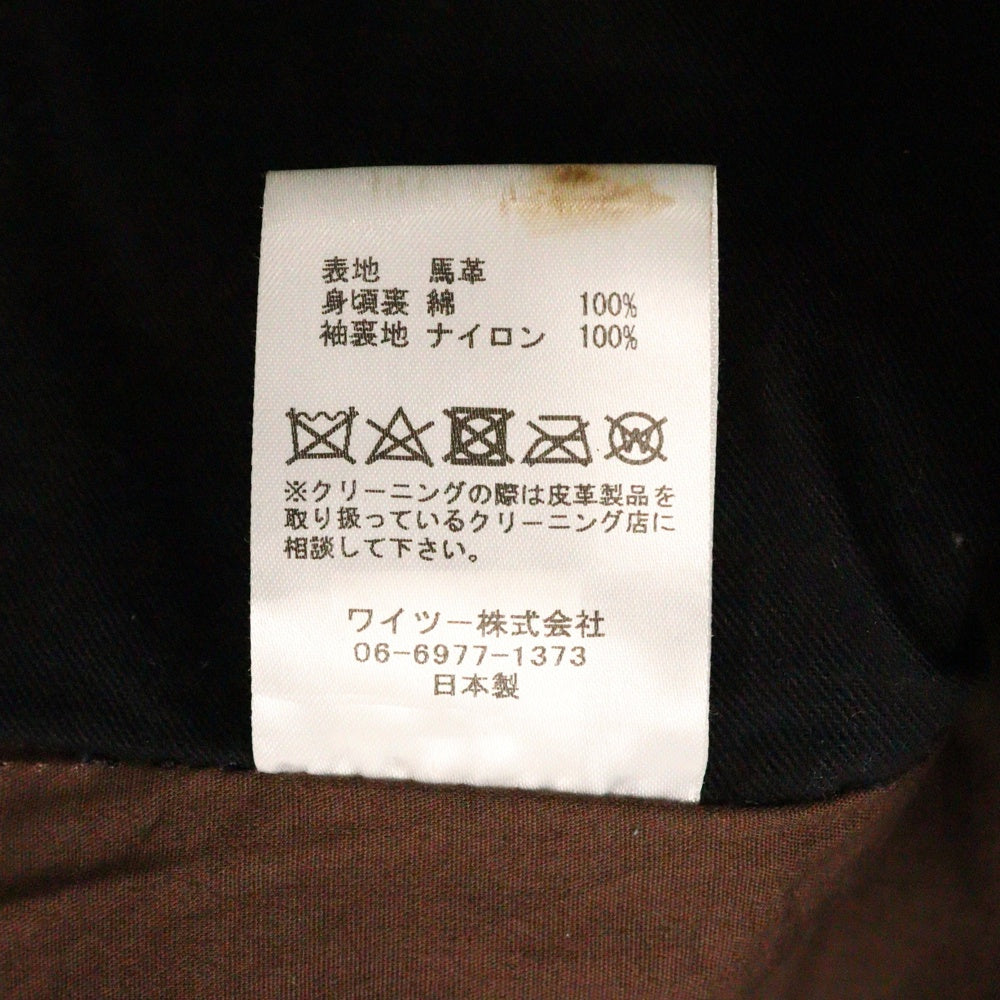 表地 馬革
身頃裏 綿 100%
袖裏地 ナイロン 100%
W
※クリーニングの際は皮革製品を
取り扱っているクリーニング店に
相談して下さい。
ワイツー株式会社
06-6977-1373
日本製